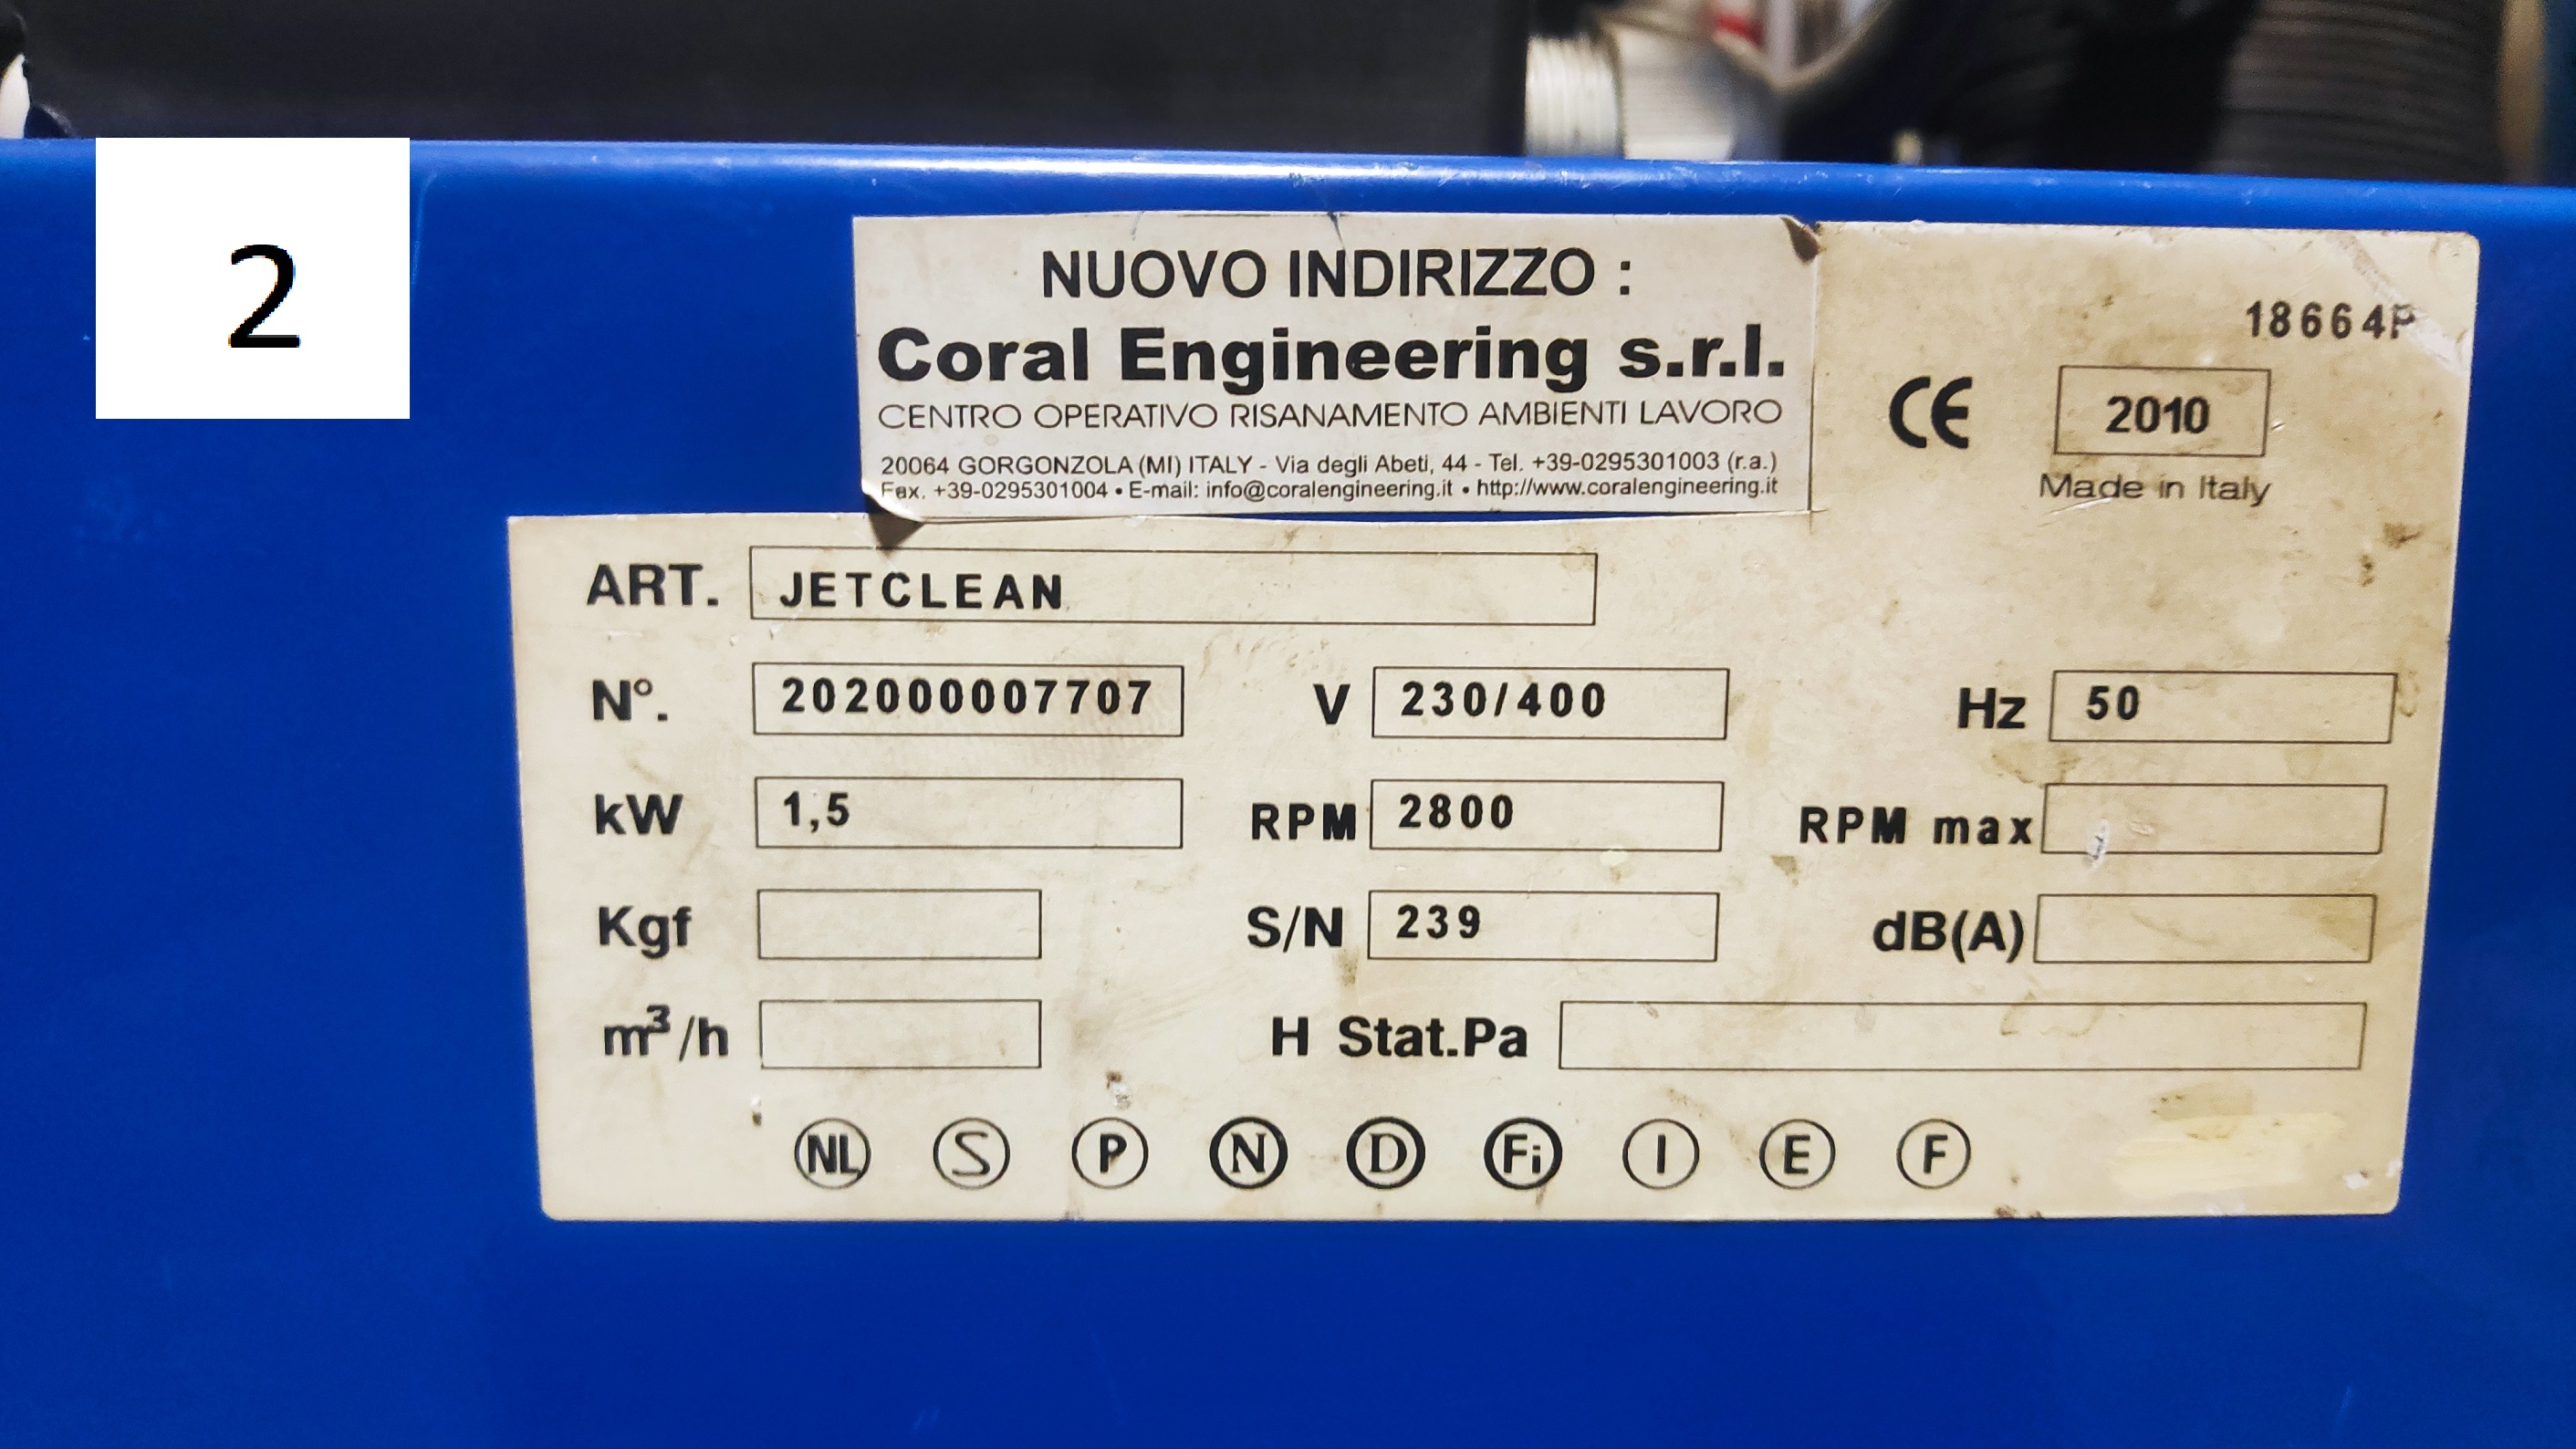 2
NUOVO INDIRIZZO :
Coral Engineering s.r.l.
CENTRO OPERATIVO RISANAMENTO AMBIENTI LAVORO
20064 GORGONZOLA (MI) ITALY - Via degli Abeti, 44 - Tel. +39-0295301003 (r.a.)
Fax. +39-0295301004 • E-mail: info@coralengineering.it • http://www.coralengineering.it
18664P
CE 2010
Made in Italy
ART. JETCLEAN
N°. 202000007707 V 230/400 Hz 50
kW 1,5 RPM 2800 RPM max
Kgf S/N 239 dB(A)
m³/h H Stat.Pa
NL S P N D Fi I E F